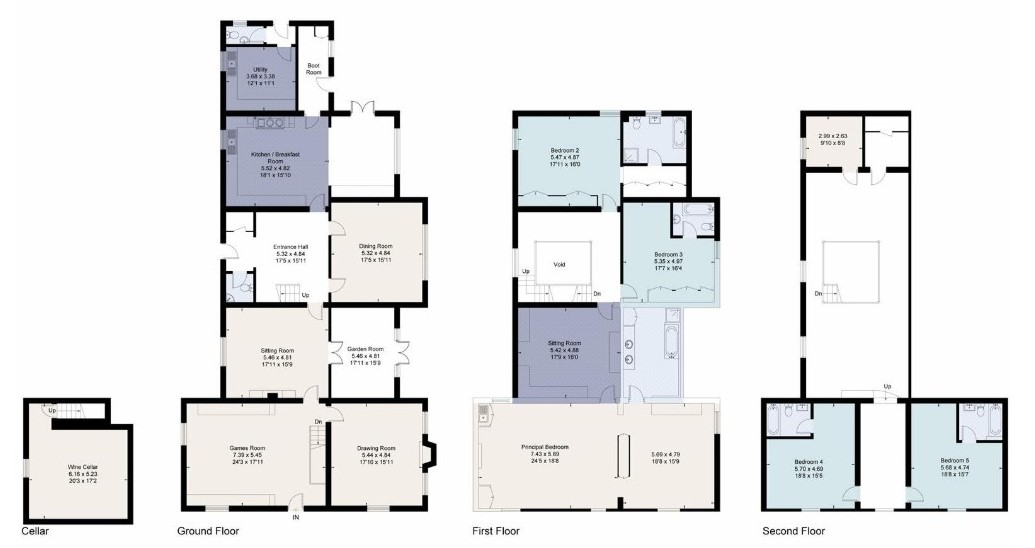 Utility
3.68 x 3.38
12'1 x 11'1
Boot
Room
Kitchen / Breakfast
Room
5.52 x 4.82
18'1 x 15'10
Entrance Hall
5.32 x 4.84
17'5 x 15'11
Up
Dining Room
5.32 x 4.84
17'5 x 15'11
Sitting Room
5.46 x 4.81
17'11 x 15'9
Garden Room
5.46 x 4.81
17'11 x 15'9
Games Room
7.39 x 5.45
24'3 x 17'11
Dn
Drawing Room
5.44 x 4.84
17'10 x 15'11
IN
Up
Wine Cellar
6.16 x 5.23
20'3 x 17'2
Bedroom 2
5.47 x 4.87
17'11 x 16'0
Void
Up
Dn
Bedroom 3
5.35 x 4.97
17'7 x 16'4
Sitting Room
5.42 x 4.88
17'9 x 16'0
Principal Bedroom
7.43 x 5.69
24'5 x 18'8
5.69 x 4.79
18'8 x 15'9
2.99 x 2.63
9'10 x 8'8
Dn
Up
Bedroom 4
5.70 x 4.69
18'8 x 15'5
Bedroom 5
5.68 x 4.74
18'8 x 15'7
Cellar
Ground Floor
First Floor
Second Floor